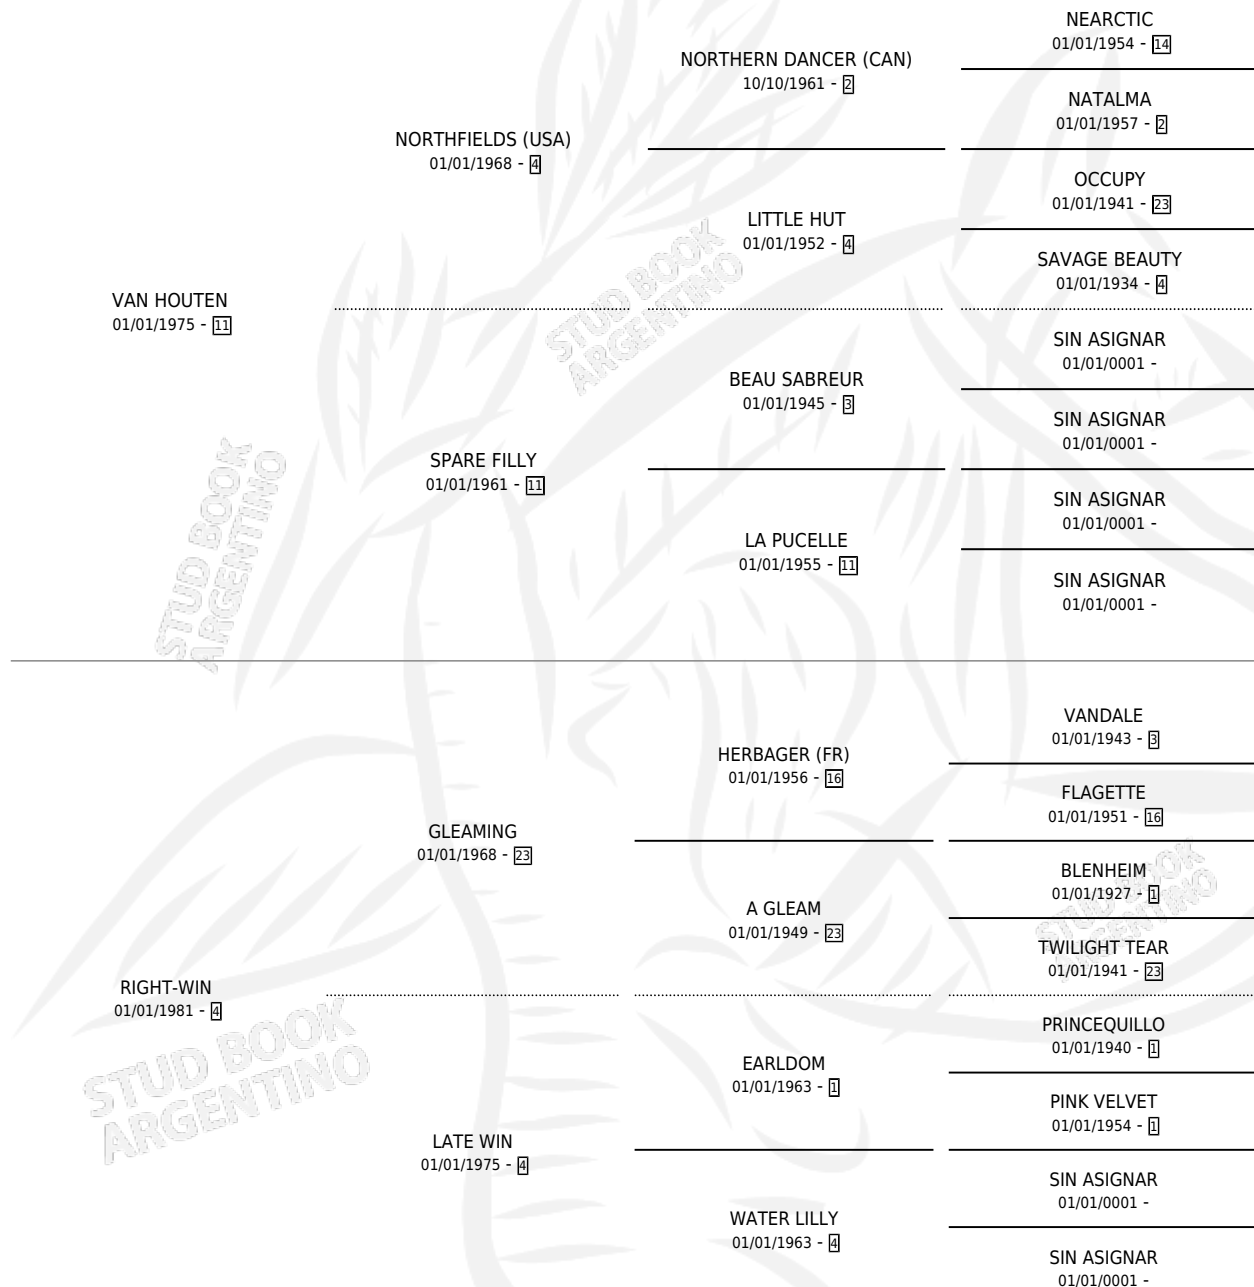 NEARCTIC
01/01/1954 - 14
NORTHERN DANCER (CAN)
10/10/1961 - 2
NATALMA
01/01/1957 - 2
NORTHFIELDS (USA)
01/01/1968 - 4
OCCUPY
01/01/1941 - 23
LITTLE HUT
01/01/1952 - 4
SAVAGE BEAUTY
01/01/1934 - 4
VAN HOUTEN
01/01/1975 - 11
SIN ASIGNAR
01/01/0001 -
BEAU SABREUR
01/01/1945 - 3
SIN ASIGNAR
01/01/0001 -
SPARE FILLY
01/01/1961 - 11
SIN ASIGNAR
01/01/0001 -
LA PUCELLE
01/01/1955 - 11
SIN ASIGNAR
01/01/0001 -
STUD BOOK
ARGENTINO
STUD BOOK
ARGENTINO
VANDALE
01/01/1943 - 3
HERBAGER (FR)
01/01/1956 - 16
FLAGETTE
01/01/1951 - 16
GLEAMING
01/01/1968 - 23
BLENHEIM
01/01/1927 - 1
A GLEAM
01/01/1949 - 23
TWILIGHT TEAR
01/01/1941 - 23
RIGHT-WIN
01/01/1981 - 4
PRINCEQUILLO
01/01/1940 - 1
EARLDOM
01/01/1963 - 1
PINK VELVET
01/01/1954 - 1
LATE WIN
01/01/1975 - 4
SIN ASIGNAR
01/01/0001 -
WATER LILLY
01/01/1963 - 4
SIN ASIGNAR
01/01/0001 -
STUD BOOK
ARGENTINO
STUD BOOK
ARGENTINO